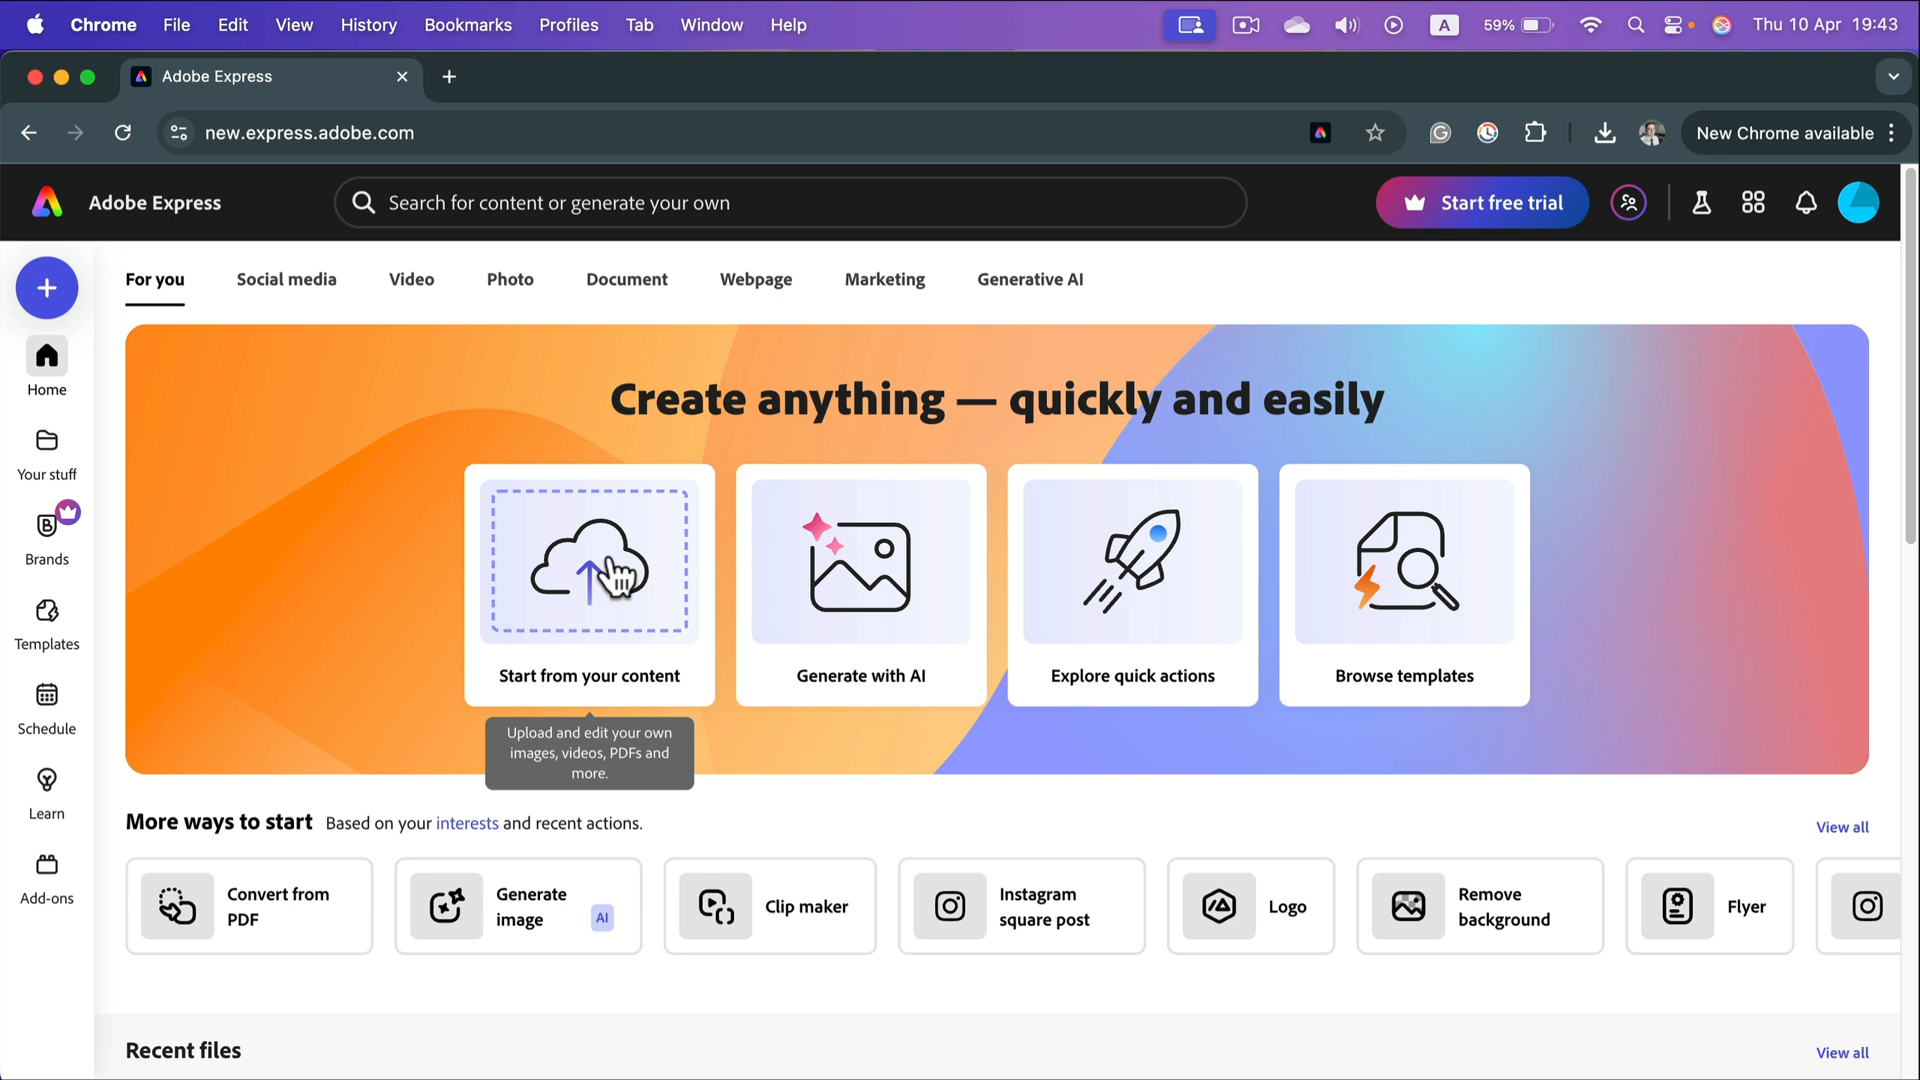 Chrome File Edit View History Bookmarks Profiles Tab Window Help A 59% Thu 10 Apr 19:43
Adobe Express
new.express.adobe.com New Chrome available
Adobe Express Search for content or generate your own Start free trial
For you Social media Video Photo Document Webpage Marketing Generative AI
Home
Your stuff
Brands
Templates
Schedule
Learn
Add-ons
Create anything — quickly and easily
Start from your content Generate with AI Explore quick actions Browse templates
Upload and edit your own
images, videos, PDFs and
more.
More ways to start Based on your interests and recent actions. View all
Convert from
PDF
Generate
image AI
Clip maker
Instagram
square post
Logo
Remove
background
Flyer
Recent files View all